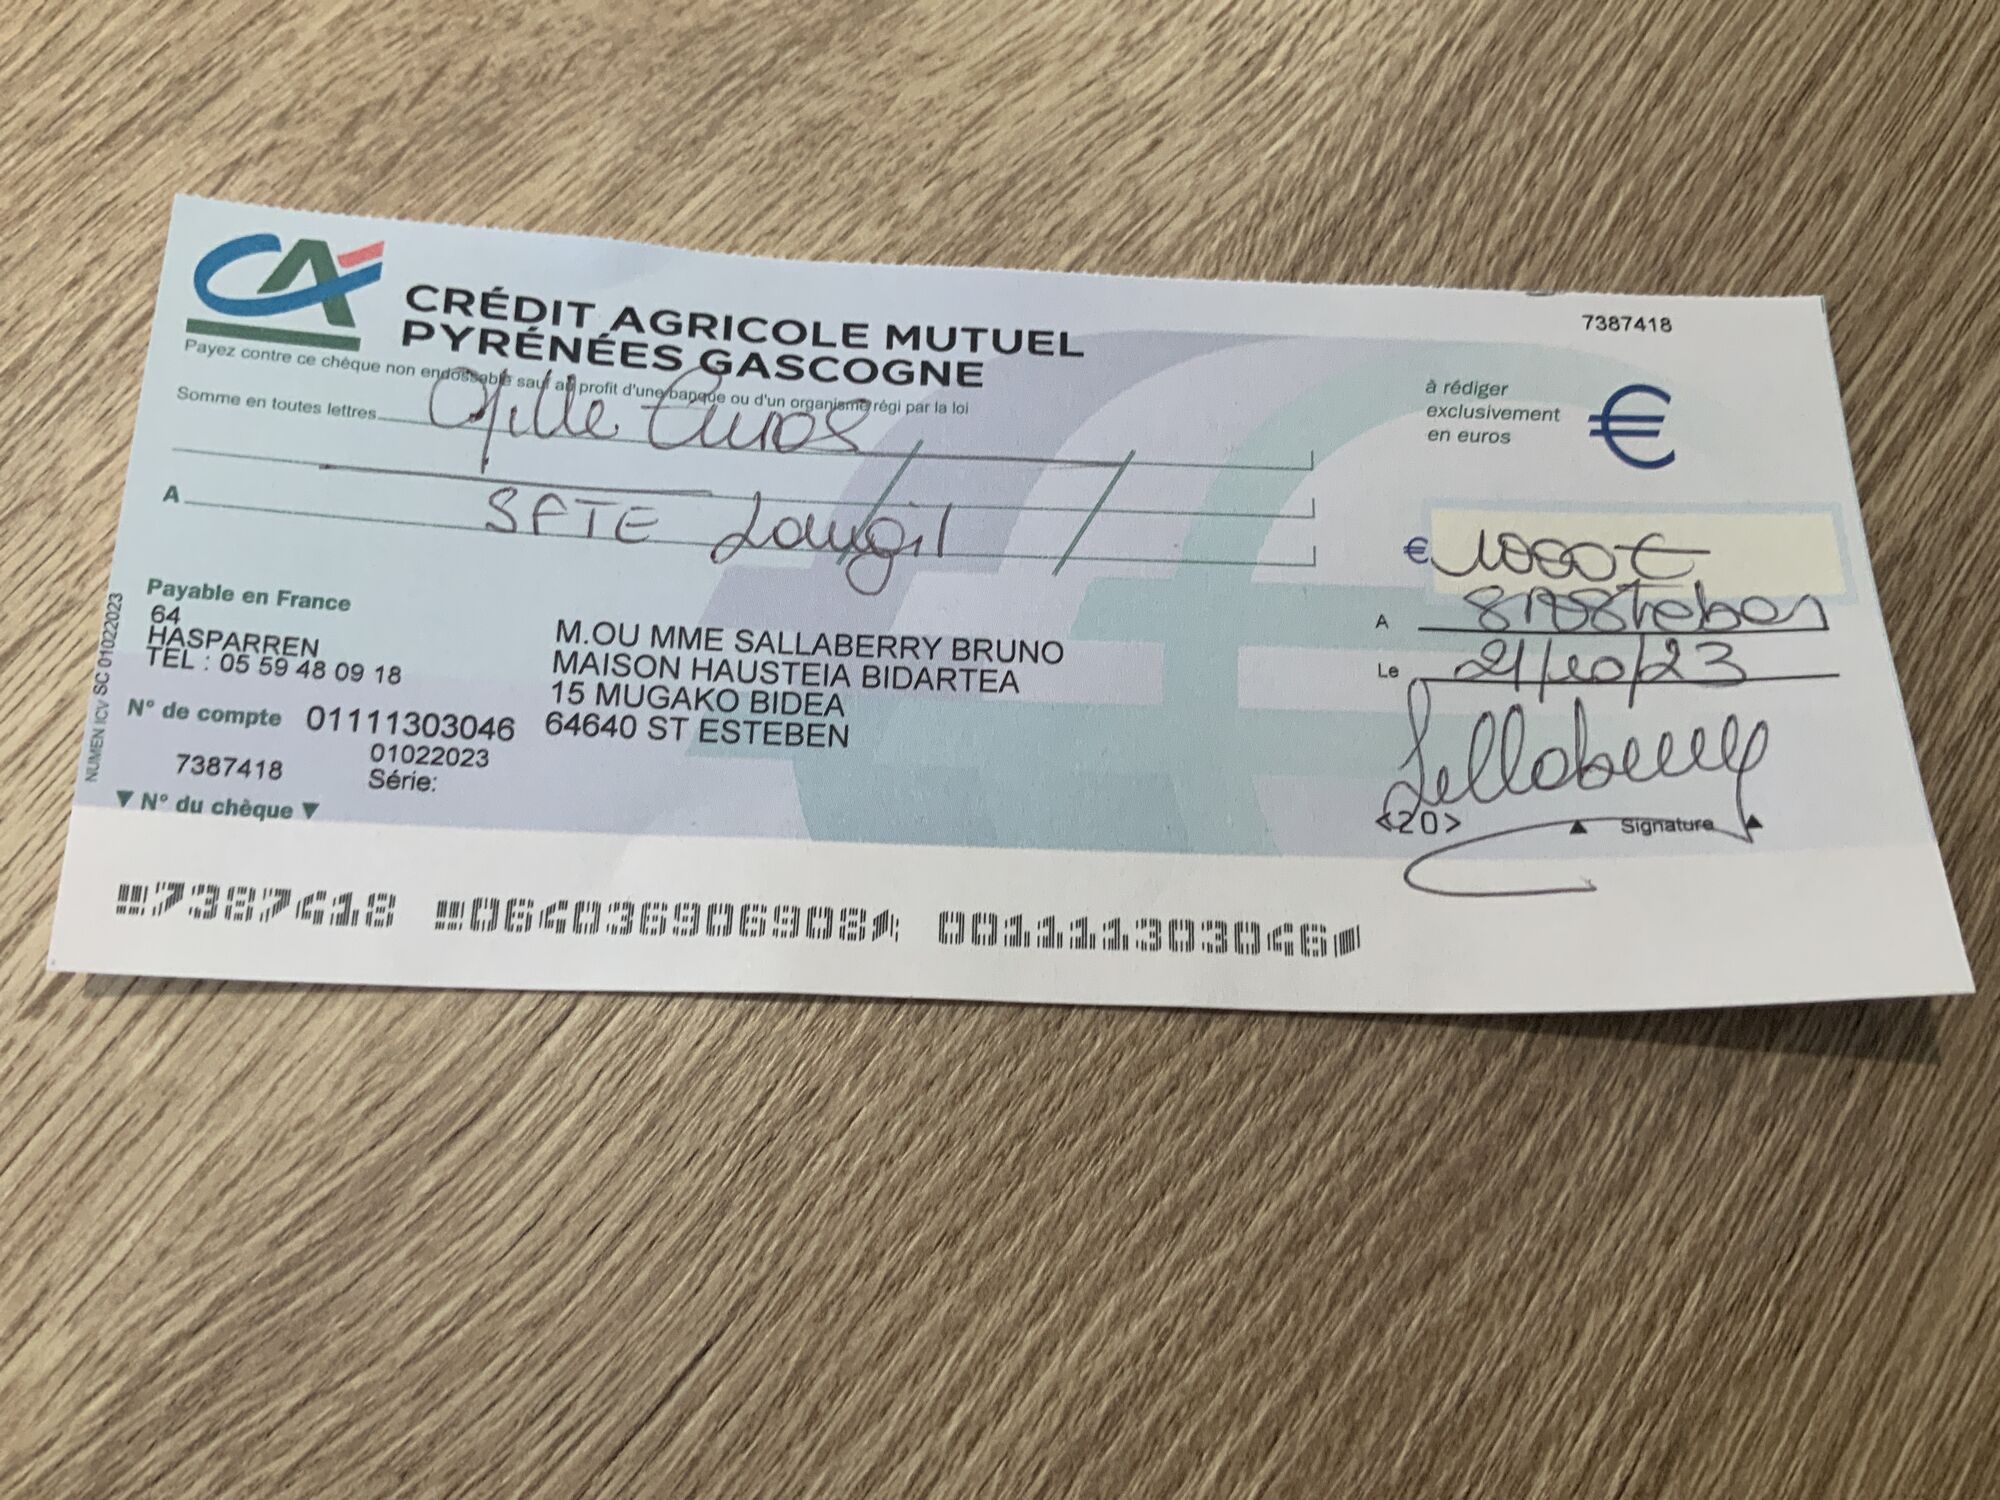 CA
CRÉDIT AGRICOLE MUTUEL
PYRÉNÉES GASCOGNE
7387418
Payez contre ce chèque non endossable sauf au profit d'une banque ou d'un organisme régi par la loi
à rédiger
exclusivement
en euros
€
Somme en toutes lettres Mille Euros
A SFTE
€ 1000 €
A St Esteben
Le 21/10/23
Payable en France
64
HASPARREN
TEL : 05 59 48 09 18
M.OU MME SALLABERRY BRUNO
MAISON HAUSTEIA BIDARTEA
15 MUGAKO BIDEA
64640 ST ESTEBEN
N° de compte 01111303046
7387418
01022023
Série:
▼ N° du chèque ▼
NUMEN ICV SC 01022023
Sallaberry
<20>
▲ Signature ▲
7387418 064036906908 001111303046